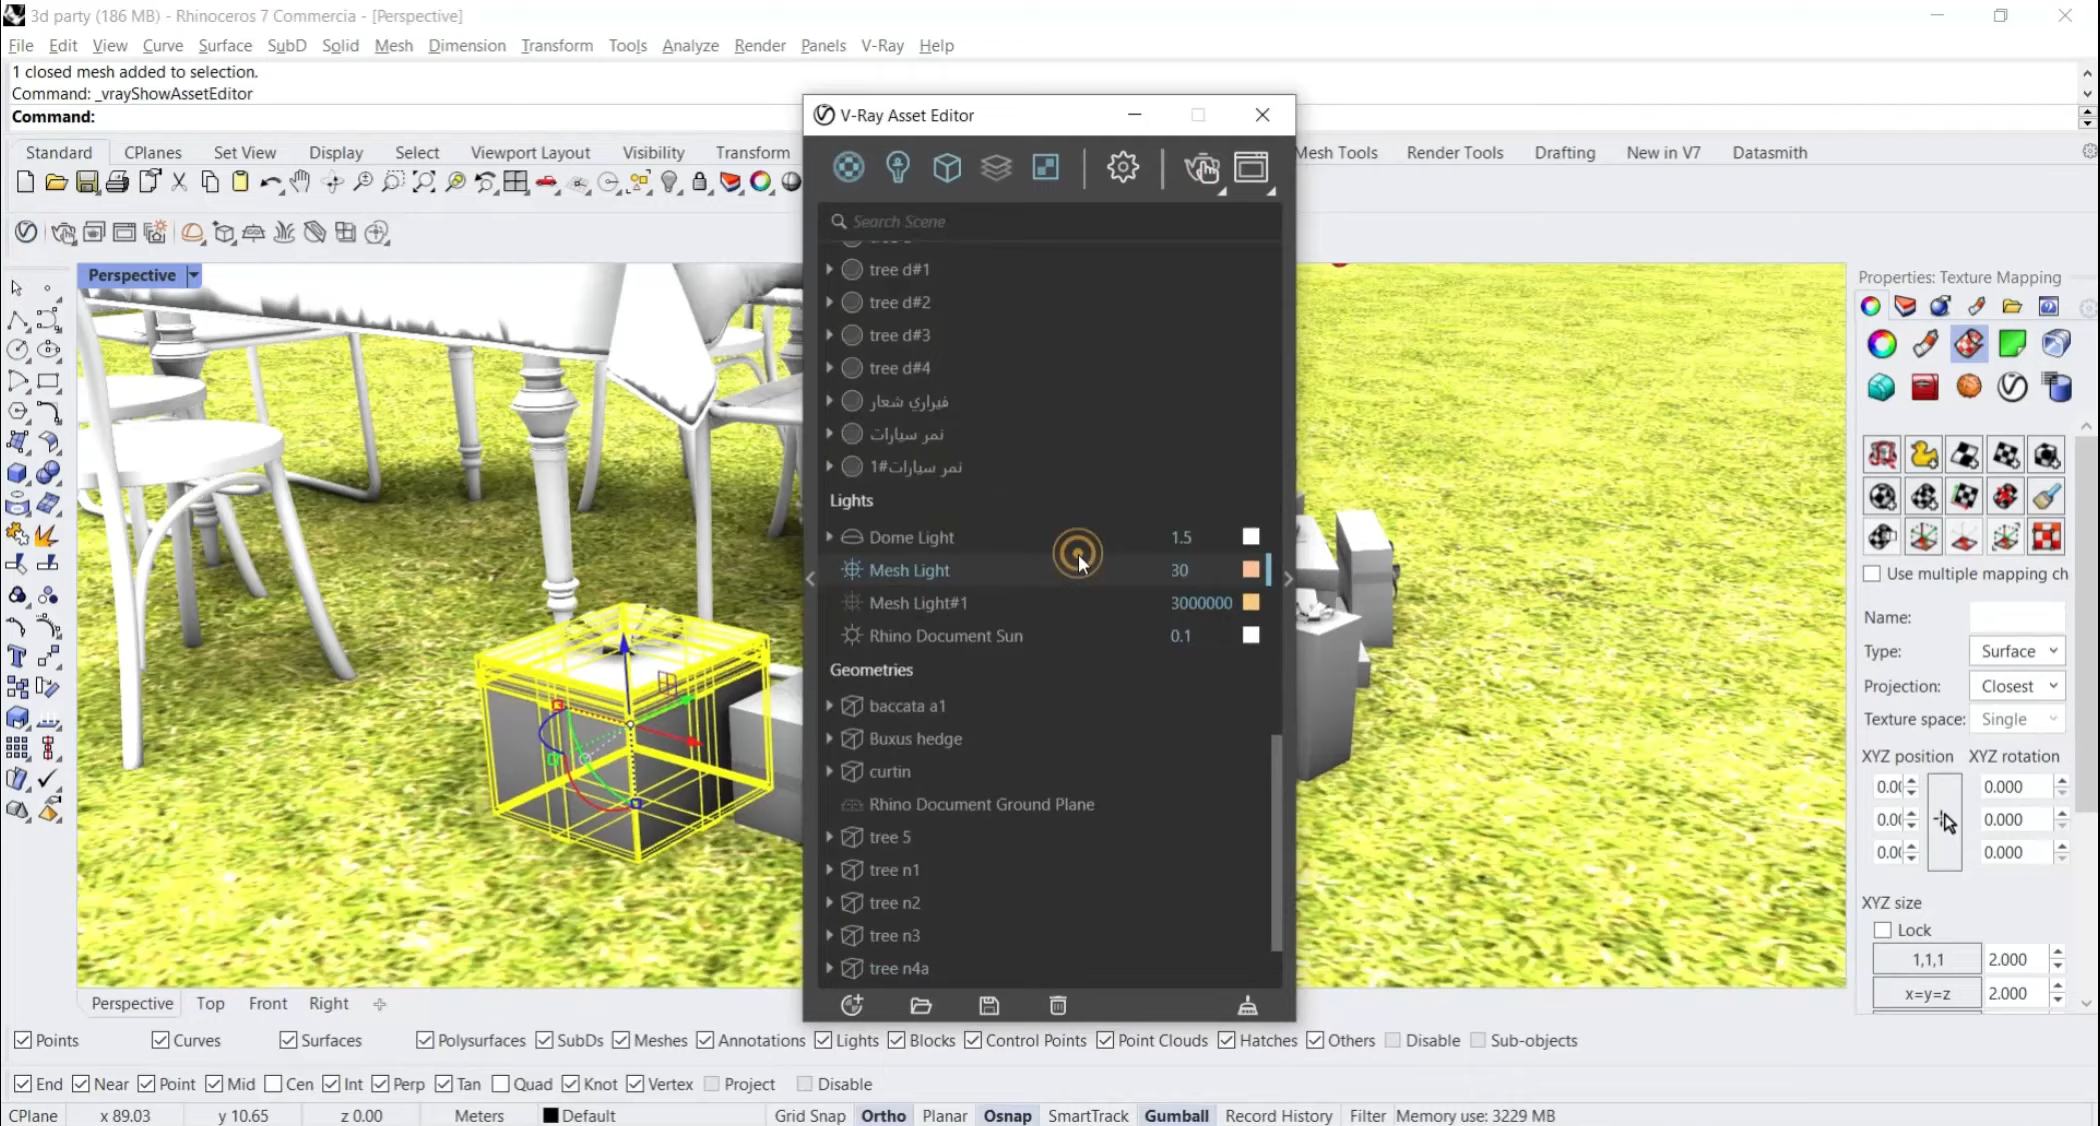 3d party (186 MB) - Rhinoceros 7 Commercia - [Perspective]
File Edit View Curve Surface SubD Solid Mesh Dimension Transform Tools Analyze Render Panels V-Ray Help
1 closed mesh added to selection.
Command: _vrayShowAssetEditor
Command:
Standard CPlanes Set View Display Select Viewport Layout Visibility Transform Mesh Tools Render Tools Drafting New in V7 Datasmith
V-Ray Asset Editor
Search Scene
tree d#1
tree d#2
tree d#3
tree d#4
فيراري شعار
نمر سيارات
نمر سيارات#1
Lights
Dome Light 1.5
Mesh Light 30
Mesh Light#1 3000000
Rhino Document Sun 0.1
Geometries
baccata a1
Buxus hedge
curtin
Rhino Document Ground Plane
tree 5
tree n1
tree n2
tree n3
tree n4a
Perspective
Properties: Texture Mapping
Use multiple mapping ch
Name:
Type: Surface
Projection: Closest
Texture space: Single
XYZ position XYZ rotation
0.0 0.000
0.0 0.000
0.0 0.000
XYZ size
Lock
1,1,1 2.000
x=y=z 2.000
Perspective Top Front Right
Points Curves Surfaces Polysurfaces SubDs Meshes Annotations Lights Blocks Control Points Point Clouds Hatches Others Disable Sub-objects
End Near Point Mid Cen Int Perp Tan Quad Knot Vertex Project Disable
CPlane x 89.03 y 10.65 z 0.00 Meters Default Grid Snap Ortho Planar Osnap SmartTrack Gumball Record History Filter Memory use: 3229 MB